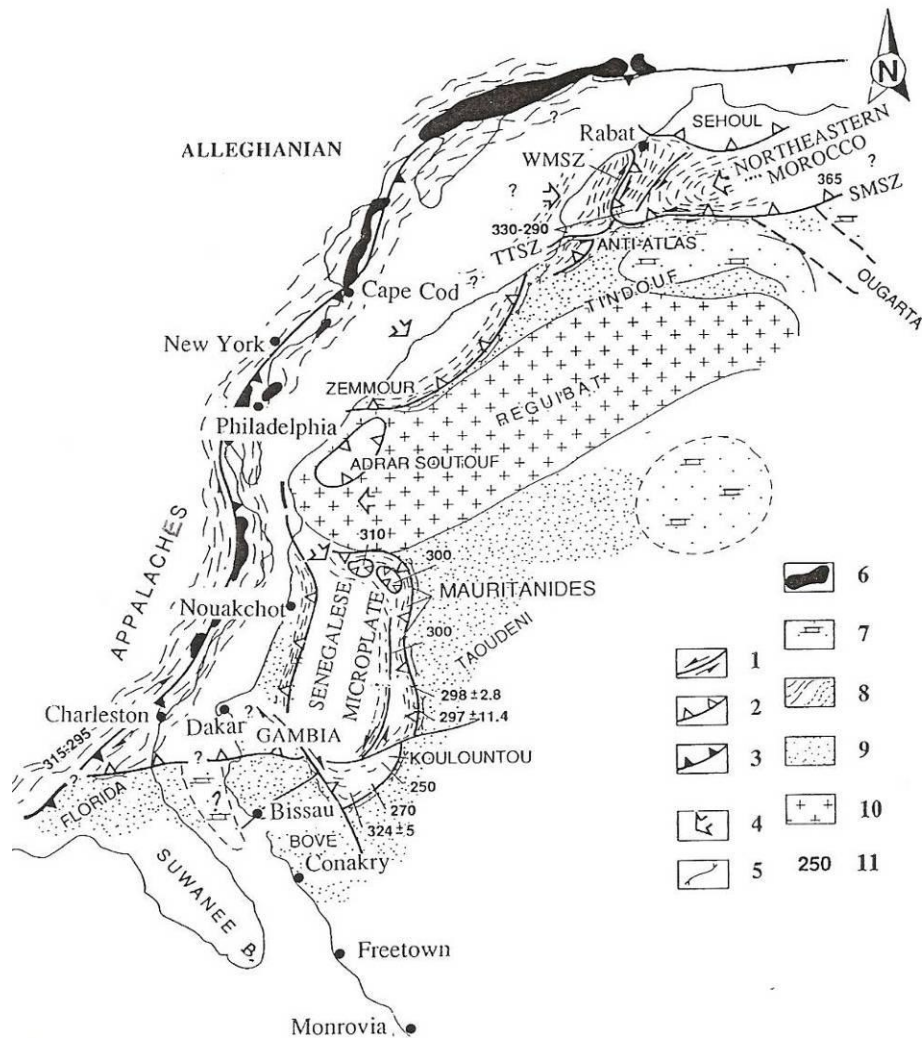 N
ALLEGHANIAN
?
Rabat
SEHOUL
WMSZ
NORTHEASTERN
MOROCCO
?
365
SMSZ
?
330-290
TTSZ
ANTI-ATLAS
OUGARTA
TINDOUF
Cape Cod
?
New York
ZEMMOUR
REGUIBAT
Philadelphia
ADRAR SOUTOUF
310
300
APPALACHES
MAURITANIDES
Nouakchot
SENEGALESE
MICROPLATE
300
TAOUDENI
298 ±2.8
297 ±11.4
Charleston
Dakar
GAMBIA
KOULOUNTOU
315-295
?
?
?
250
FLORIDA
?
Bissau
270
324 ±5
BOVE
Conakry
SUWANEE B.
Freetown
Monrovia
1
2
3
4
5
6
7
8
9
10
250 11